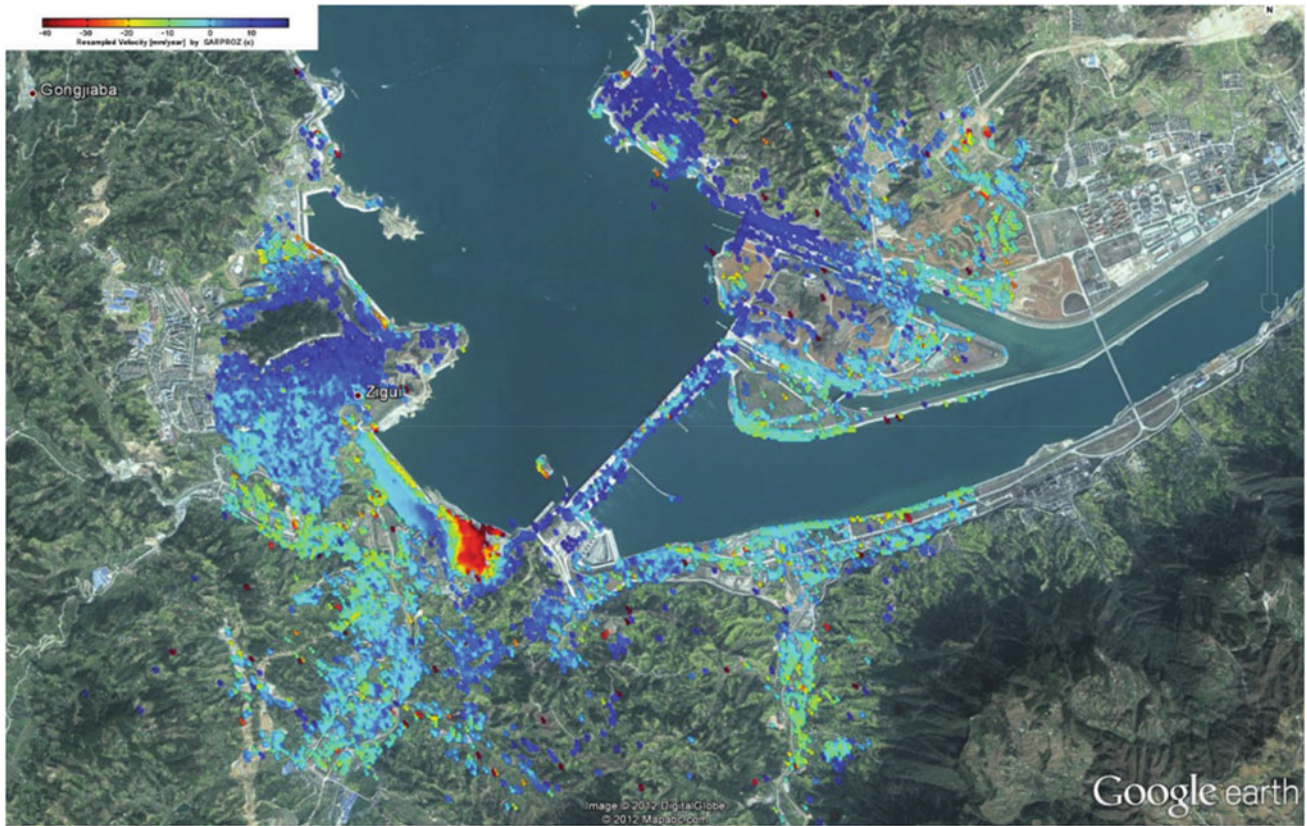 -40 -30 -20 -10 0 10
Resampled Velocity [mm/year] by SARPROZ (c)
N
Gongjiaba
Zigui
Image © 2012 DigitalGlobe
© 2012 Mapabc.com
Google earth